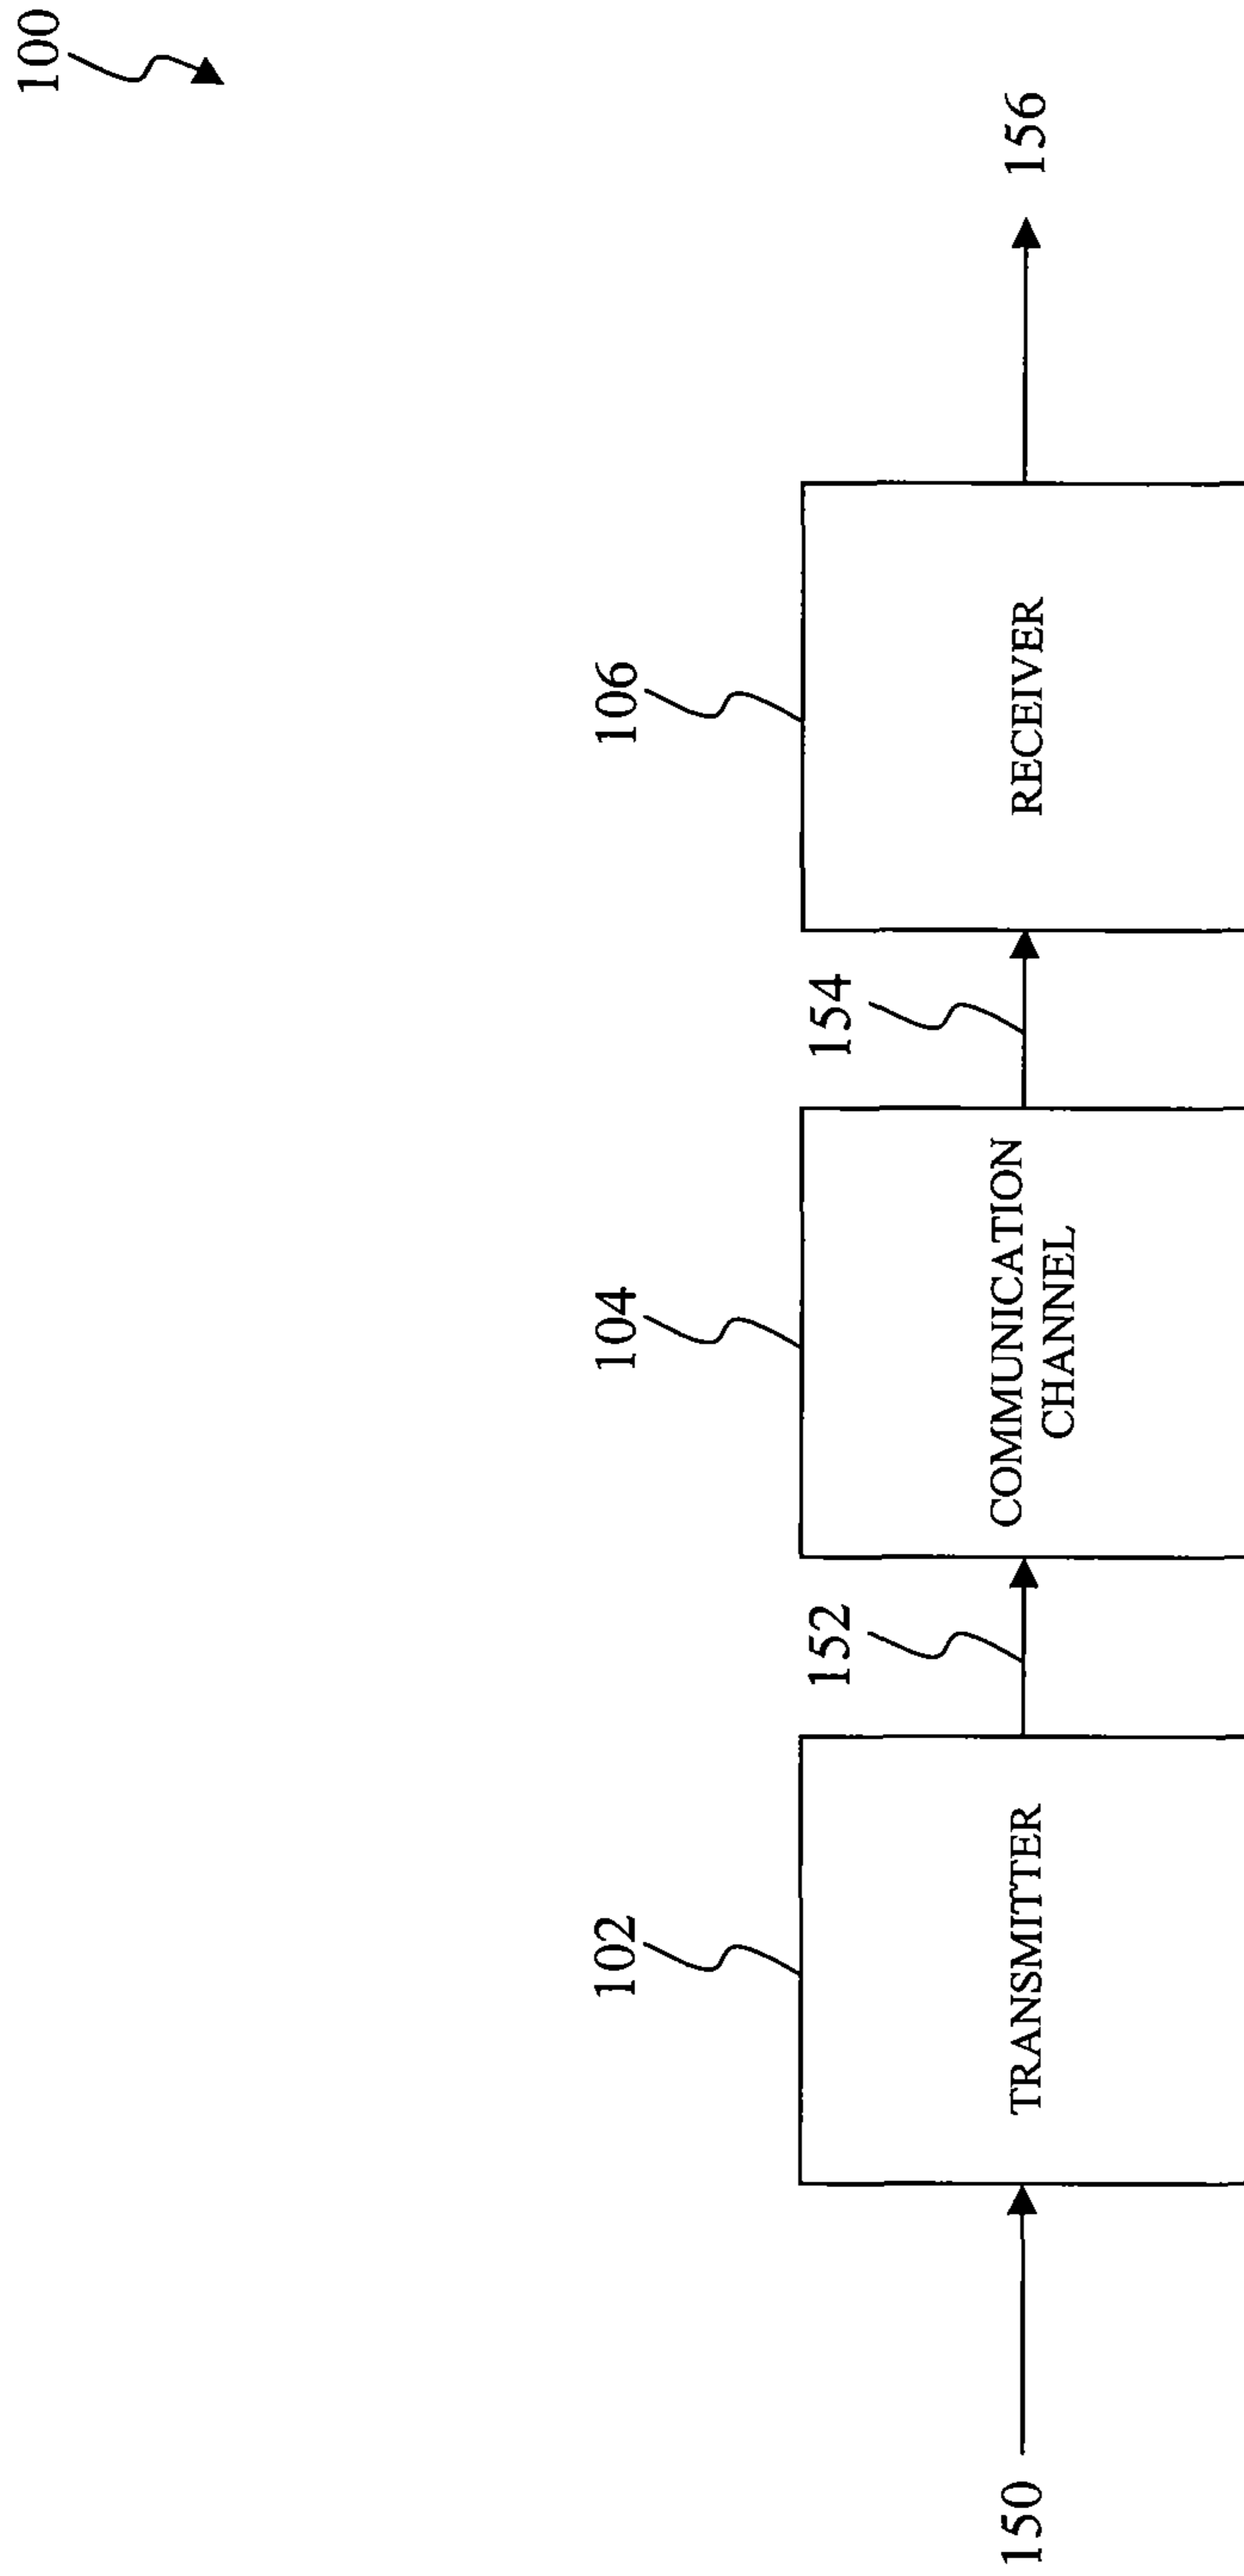 100
102
104
106
150
TRANSMITTER
152
COMMUNICATION
CHANNEL
154
RECEIVER
156